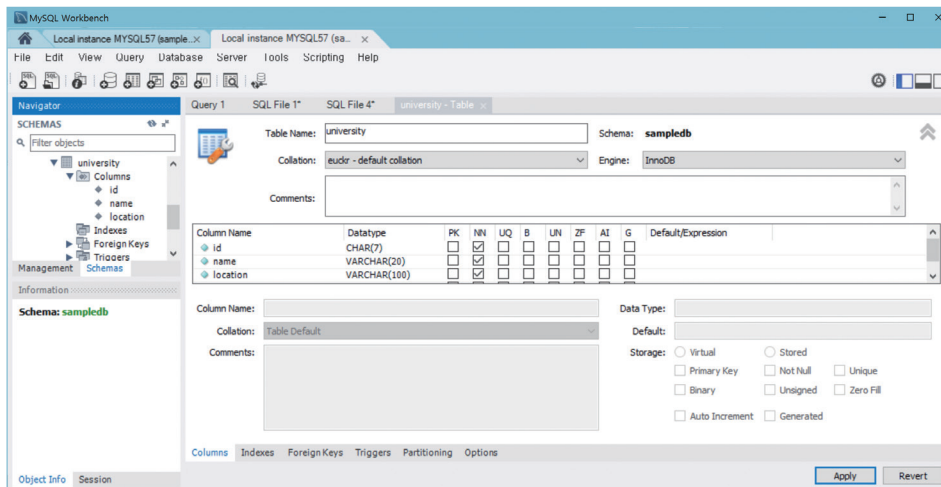 MySQL Workbench
Local instance MYSQL57 (sample... x Local instance MYSQL57 (sa... x
File Edit View Query Database Server Tools Scripting Help
Navigator
SCHEMAS
Filter objects
university
Columns
id
name
location
Indexes
Foreign Keys
Triggers
Management Schemas
Information
Schema: sampledb
Object Info Session
Query 1 SQL File 1* SQL File 4* university - Table x
Table Name: university Schema: sampledb
Collation: euckr - default collation Engine: InnoDB
Comments:
Column Name Datatype PK NN UQ B UN ZF AI G Default/Expression
id CHAR(7)
name VARCHAR(20)
location VARCHAR(100)
Column Name: Data Type:
Collation: Table Default Default:
Comments: Storage: Virtual Stored
Primary Key Not Null Unique
Binary Unsigned Zero Fill
Auto Increment Generated
Columns Indexes Foreign Keys Triggers Partitioning Options
Apply Revert